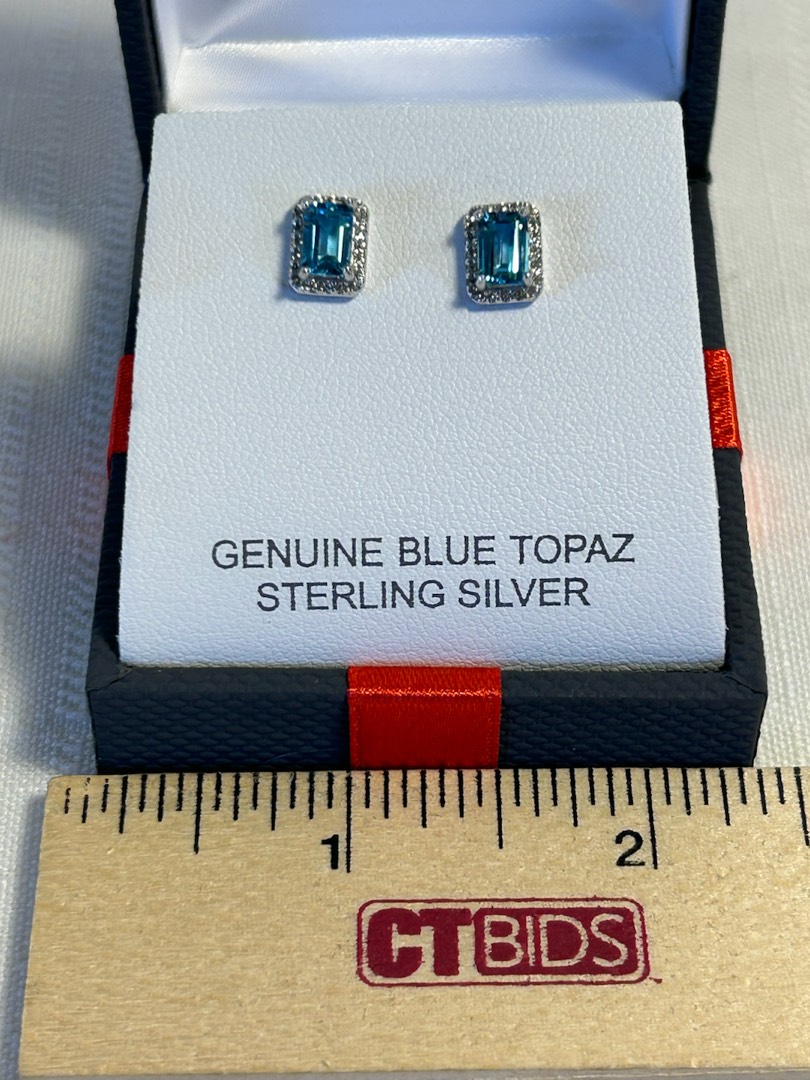 GENUINE BLUE TOPAZ
STERLING SILVER
1 2
CTBIDS